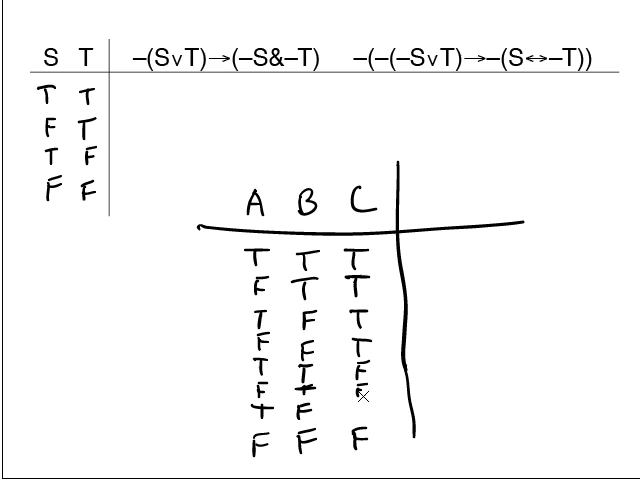 S T −(SvT)→(−S&−T) −(−(−SvT)→−(S↔−T))
T T
F T
T F
F F
A B C
T T T
F T T
T F T
F F T
T T F
F T F
T F
F F F